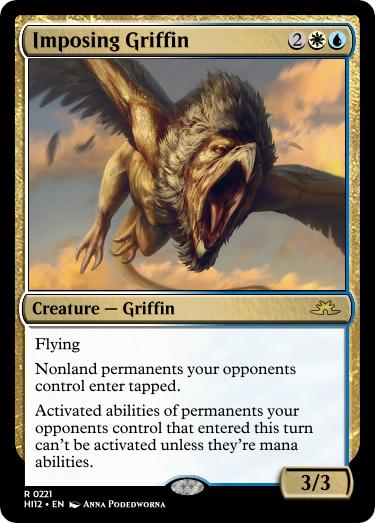 Imposing Griffin 2
Creature — Griffin
Flying
Nonland permanents your opponents
control enter tapped.
Activated abilities of permanents your
opponents control that entered this turn
can't be activated unless they're mana
abilities.
3/3
R 0221
HI12 • EN Anna Podedworna